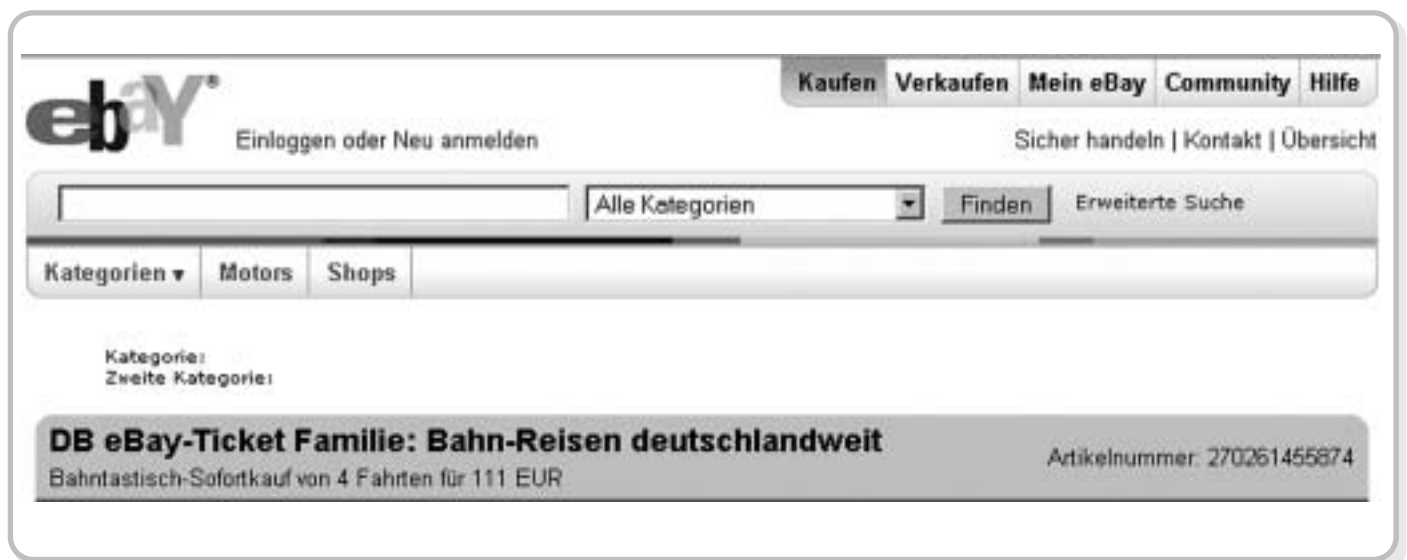 ebaY®
Kaufen Verkaufen Mein eBay Community Hilfe
Einloggen oder Neu anmelden
Sicher handeln | Kontakt | Übersicht
Alle Kategorien Finden Erweiterte Suche
Kategorien Motors Shops
Kategorie:
Zweite Kategorie:
DB eBay-Ticket Familie: Bahn-Reisen deutschlandweit
Artikelnummer: 270261455874
Bahntastisch-Sofortkauf von 4 Fahrten für 111 EUR